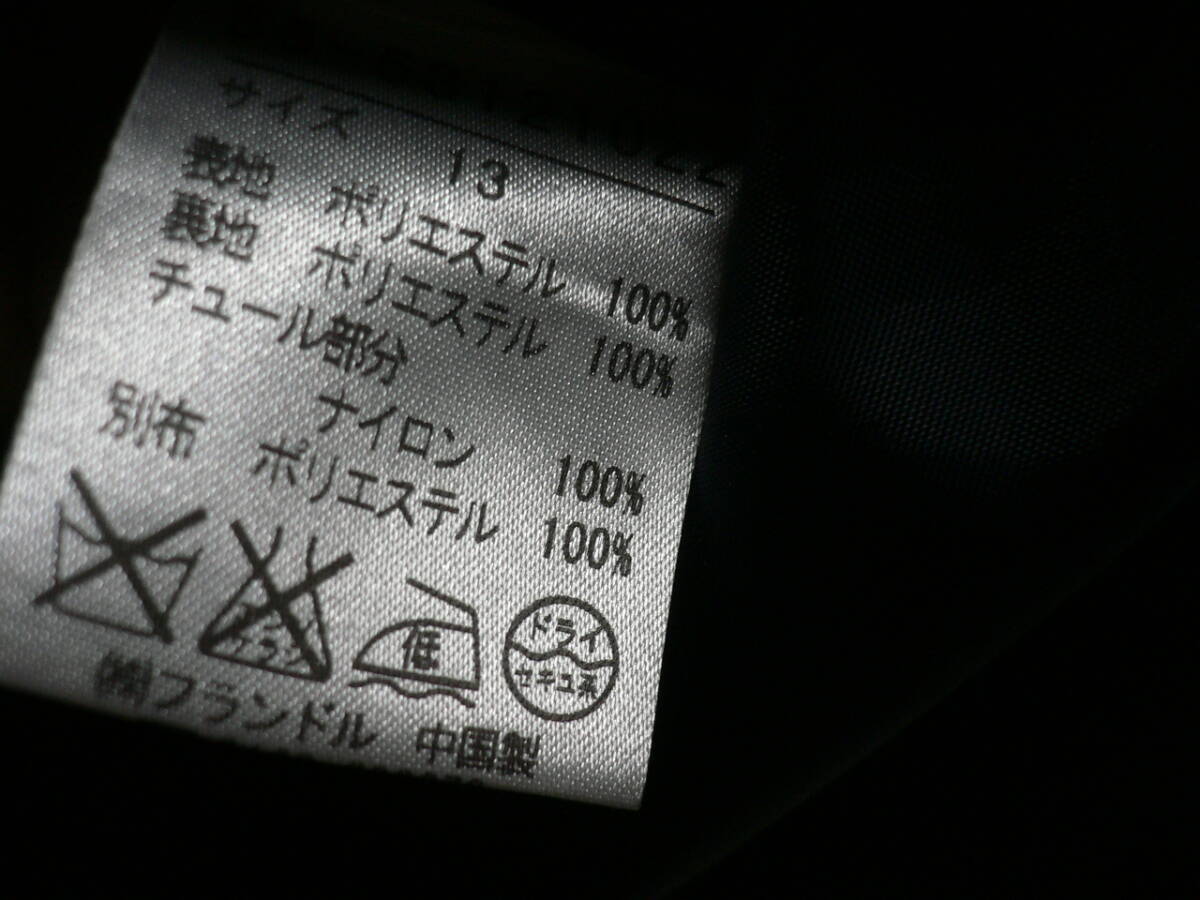 サイズ 13
表地 ポリエステル 100%
裏地 ポリエステル 100%
チュール部分
ナイロン 100%
別布 ポリエステル 100%
低
ドライ
セキユ系
㈱フランドル 中国製